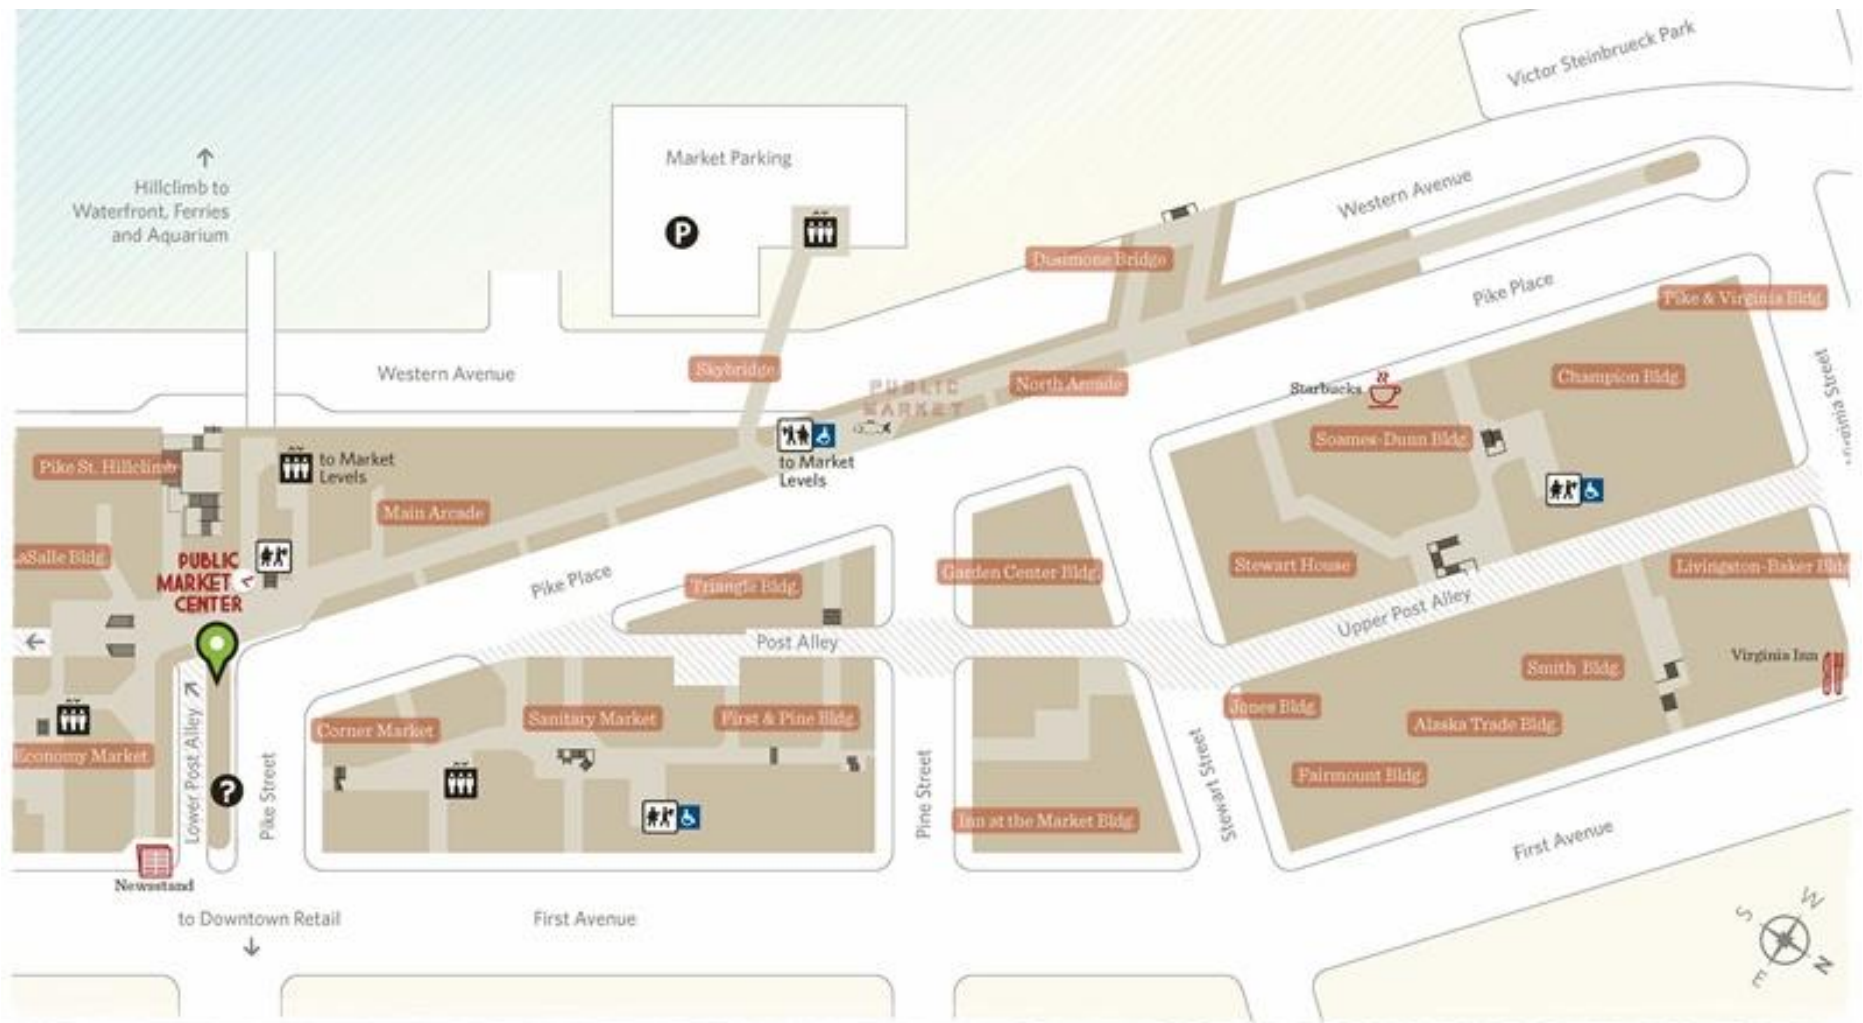 Victor Steinbrueck Park
Market Parking
P
Hillclimb to
Waterfront, Ferries
and Aquarium
Western Avenue
Desimone Bridge
Pike Place
Pike & Virginia Bldg.
Virginia Street
Western Avenue
Skybridge
PUBLIC
MARKET
North Arcade
Starbucks
Champion Bldg.
Soames-Dunn Bldg.
Pike St. Hillclimb
to Market
Levels
to Market
Levels
Main Arcade
LaSalle Bldg.
PUBLIC
MARKET
CENTER
Pike Place
Triangle Bldg.
Garden Center Bldg.
Stewart House
Livingston-Baker Bldg
Upper Post Alley
Post Alley
Virginia Inn
Smith Bldg.
Jones Bldg.
Alaska Trade Bldg.
Corner Market
Sanitary Market
First & Pine Bldg.
Economy Market
Lower Post Alley
?
Pike Street
Pine Street
Stewart Street
Fairmount Bldg.
Inn at the Market Bldg.
First Avenue
Newsstand
to Downtown Retail
First Avenue
S
W
E
N